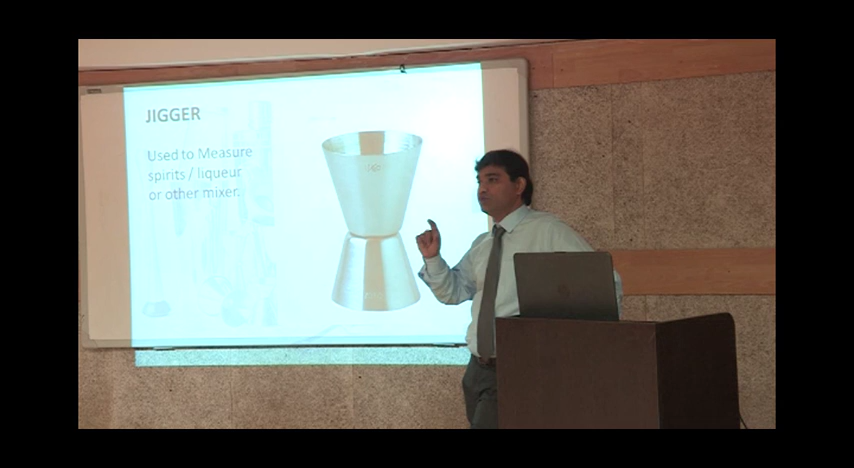 JIGGER
Used to Measure
spirits / liqueur
or other mixer.